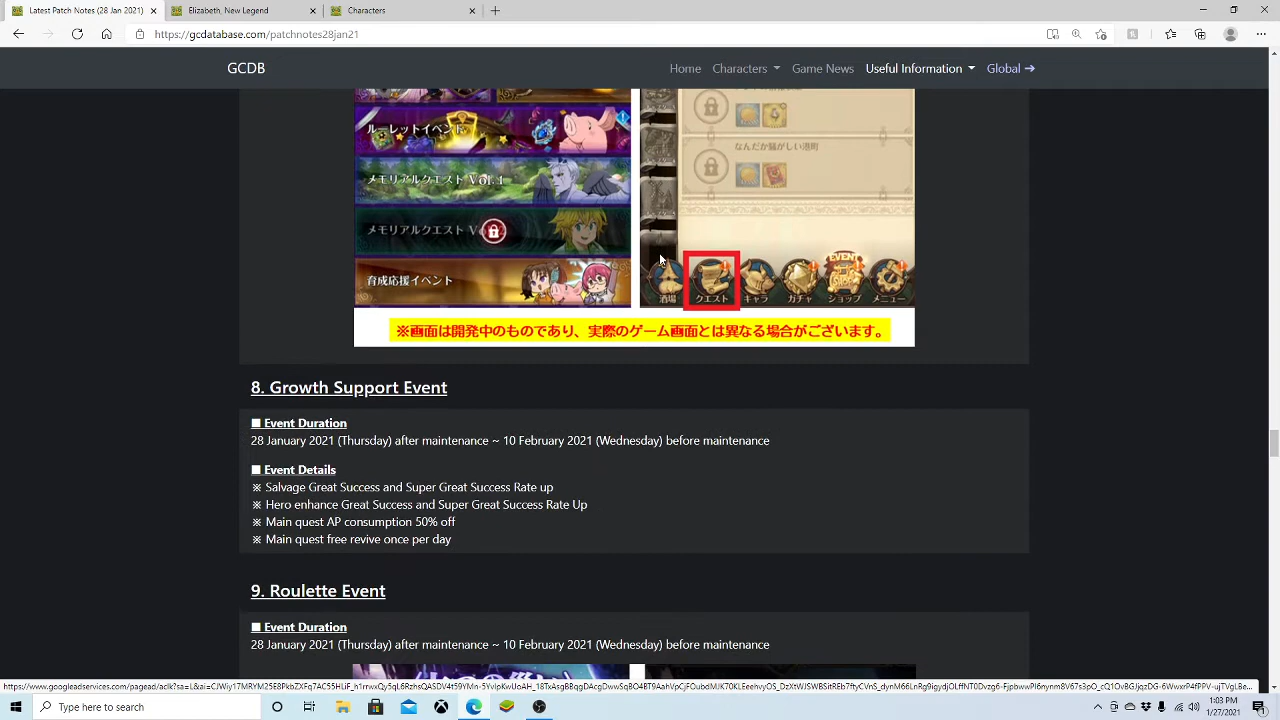 Latest Patch Notes (28 Jan 2021)
Elizabeth, New Legend
Characters
https://gcdatabase.com/patchnotes28jan21
GCDB
Home Characters Game News Useful Information Global
ルーレットイベント
メモリアルクエスト Vol.1
メモリアルクエスト V
育成応援イベント
なんだか騒がしい港町
EVENT
酒場 クエスト キャラ ガチャ ショップ メニュー
※画面は開発中のものであり、実際のゲーム画面とは異なる場合がございます。
8. Growth Support Event
Event Duration
28 January 2021 (Thursday) after maintenance ~ 10 February 2021 (Wednesday) before maintenance
Event Details
※ Salvage Great Success and Super Great Success Rate up
※ Hero enhance Great Success and Super Great Success Rate Up
※ Main quest AP consumption 50% off
※ Main quest free revive once per day
9. Roulette Event
Event Duration
28 January 2021 (Thursday) after maintenance ~ 10 February 2021 (Wednesday) before maintenance
Type here to search
1:03 PM
1/27/2021